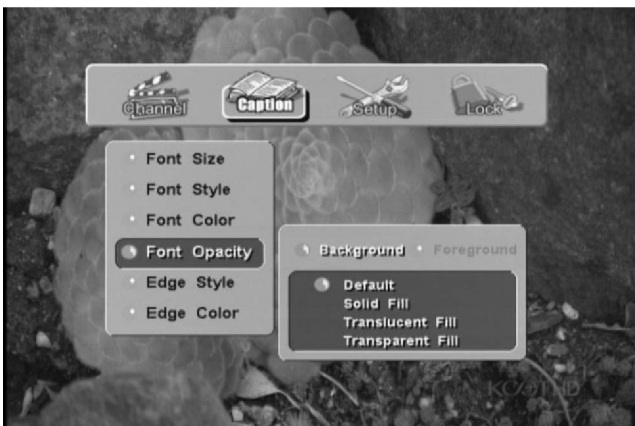 Channel Caption Setup Lock
Font Size
Font Style
Font Color
Font Opacity
Background Foreground
Edge Style
Default
Edge Color
Solid Fill
Translucent Fill
Transparent Fill